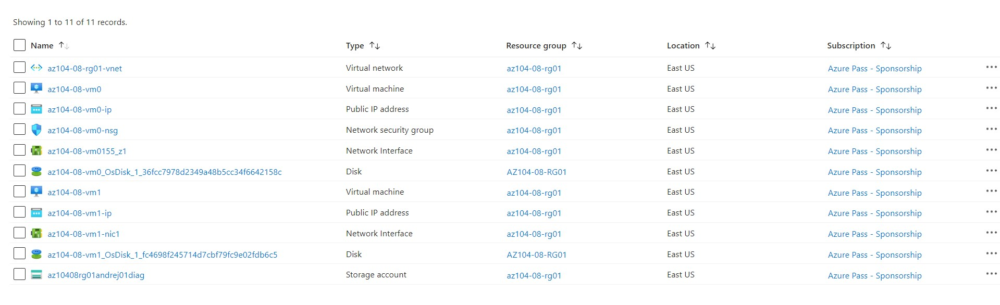 Showing 1 to 11 of 11 records.
Name Type Resource group Location Subscription
az104-08-rg01-vnet Virtual network az104-08-rg01 East US Azure Pass - Sponsorship
az104-08-vm0 Virtual machine az104-08-rg01 East US Azure Pass - Sponsorship
az104-08-vm0-ip Public IP address az104-08-rg01 East US Azure Pass - Sponsorship
az104-08-vm0-nsg Network security group az104-08-rg01 East US Azure Pass - Sponsorship
az104-08-vm0155_z1 Network Interface az104-08-rg01 East US Azure Pass - Sponsorship
az104-08-vm0_OsDisk_1_36fcc7978d2349a48b5cc34f6642158c Disk AZ104-08-RG01 East US Azure Pass - Sponsorship
az104-08-vm1 Virtual machine az104-08-rg01 East US Azure Pass - Sponsorship
az104-08-vm1-ip Public IP address az104-08-rg01 East US Azure Pass - Sponsorship
az104-08-vm1-nic1 Network Interface az104-08-rg01 East US Azure Pass - Sponsorship
az104-08-vm1_OsDisk_1_fc4698f245714d7cbf79fc9e02fdb6c5 Disk AZ104-08-RG01 East US Azure Pass - Sponsorship
az10408rg01andrej01diag Storage account az104-08-rg01 East US Azure Pass - Sponsorship